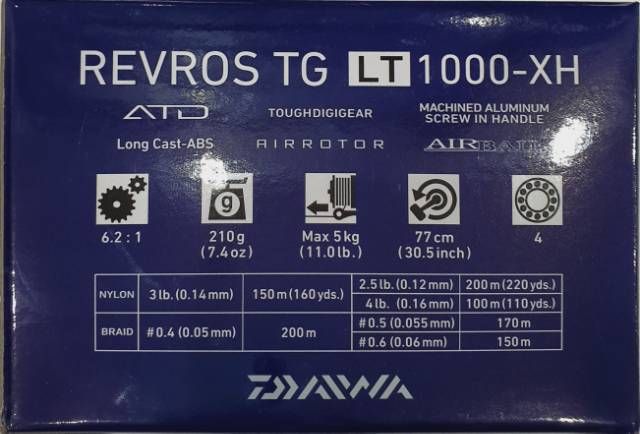 REVROS TG LT 1000-XH
ATD TOUGHDIGIGEAR MACHINED ALUMINUM
SCREW IN HANDLE
Long Cast-ABS AIRROTOR AIRBAIL
g
6.2 : 1 210g Max 5kg 77cm 4
(7.4oz) (11.0lb.) (30.5inch)
NYLON 3lb.(0.14mm) 150m(160yds.) 2.5lb.(0.12mm) 200m(220yds.)
4lb. (0.16mm) 100m(110yds.)
BRAID #0.4 (0.05mm) 200m #0.5 (0.055mm) 170m
#0.6 (0.06mm) 150m
DAIWA